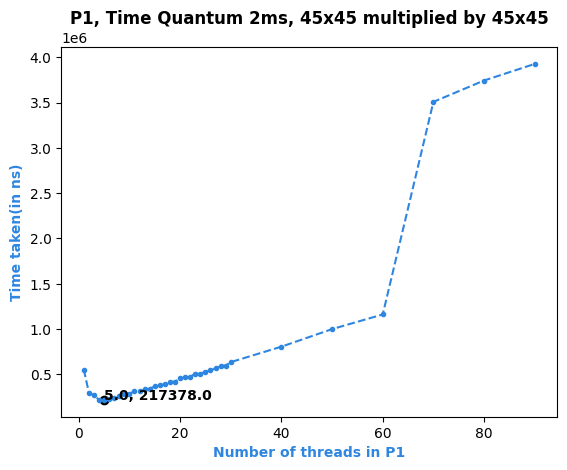 P1, Time Quantum 2ms, 45x45 multiplied by 45x45
1e6
4.0
3.5
3.0
2.5
2.0
1.5
1.0
0.5
Time taken(in ns)
5.0, 217378.0
0 20 40 60 80
Number of threads in P1